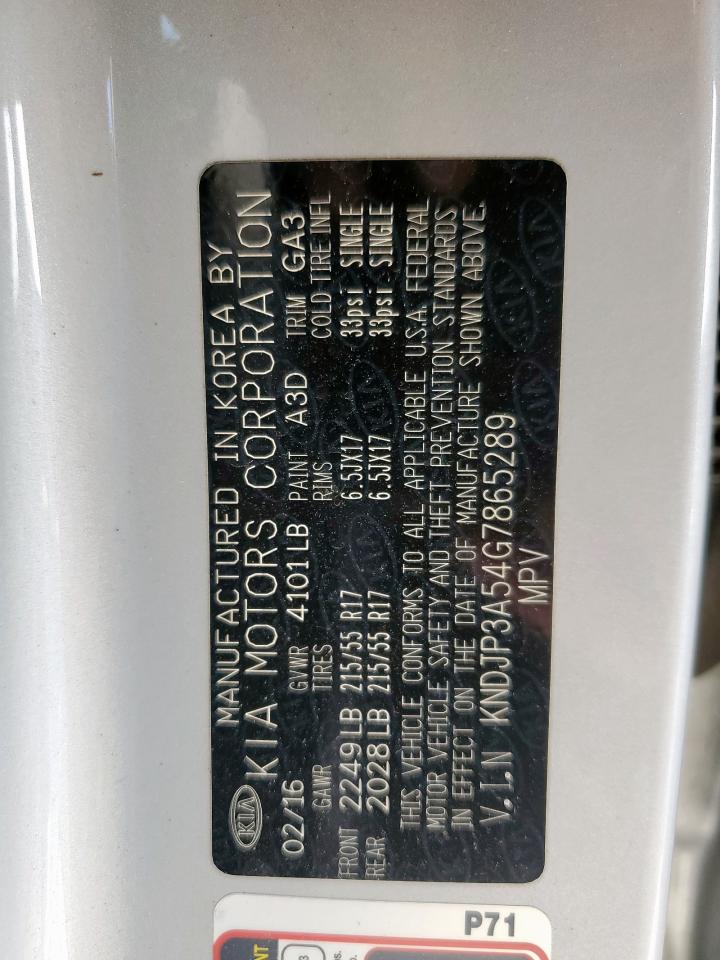 MANUFACTURED IN KOREA BY
KIA KIA MOTORS CORPORATION
02/16 GVWR 4101LB PAINT A3D TRIM GA3
GAWR TIRES RIMS COLD TIRE INFL
FRONT 2249LB 215/55 R17 6.5JX17 33psi SINGLE
REAR 2028LB 215/55 R17 6.5JX17 33psi SINGLE
THIS VEHICLE CONFORMS TO ALL APPLICABLE U.S.A. FEDERAL
MOTOR VEHICLE SAFETY AND THEFT PREVENTION STANDARDS
IN EFFECT ON THE DATE OF MANUFACTURE SHOWN ABOVE.
V.I.N KNDJP3A54G7865289
MPV
P71